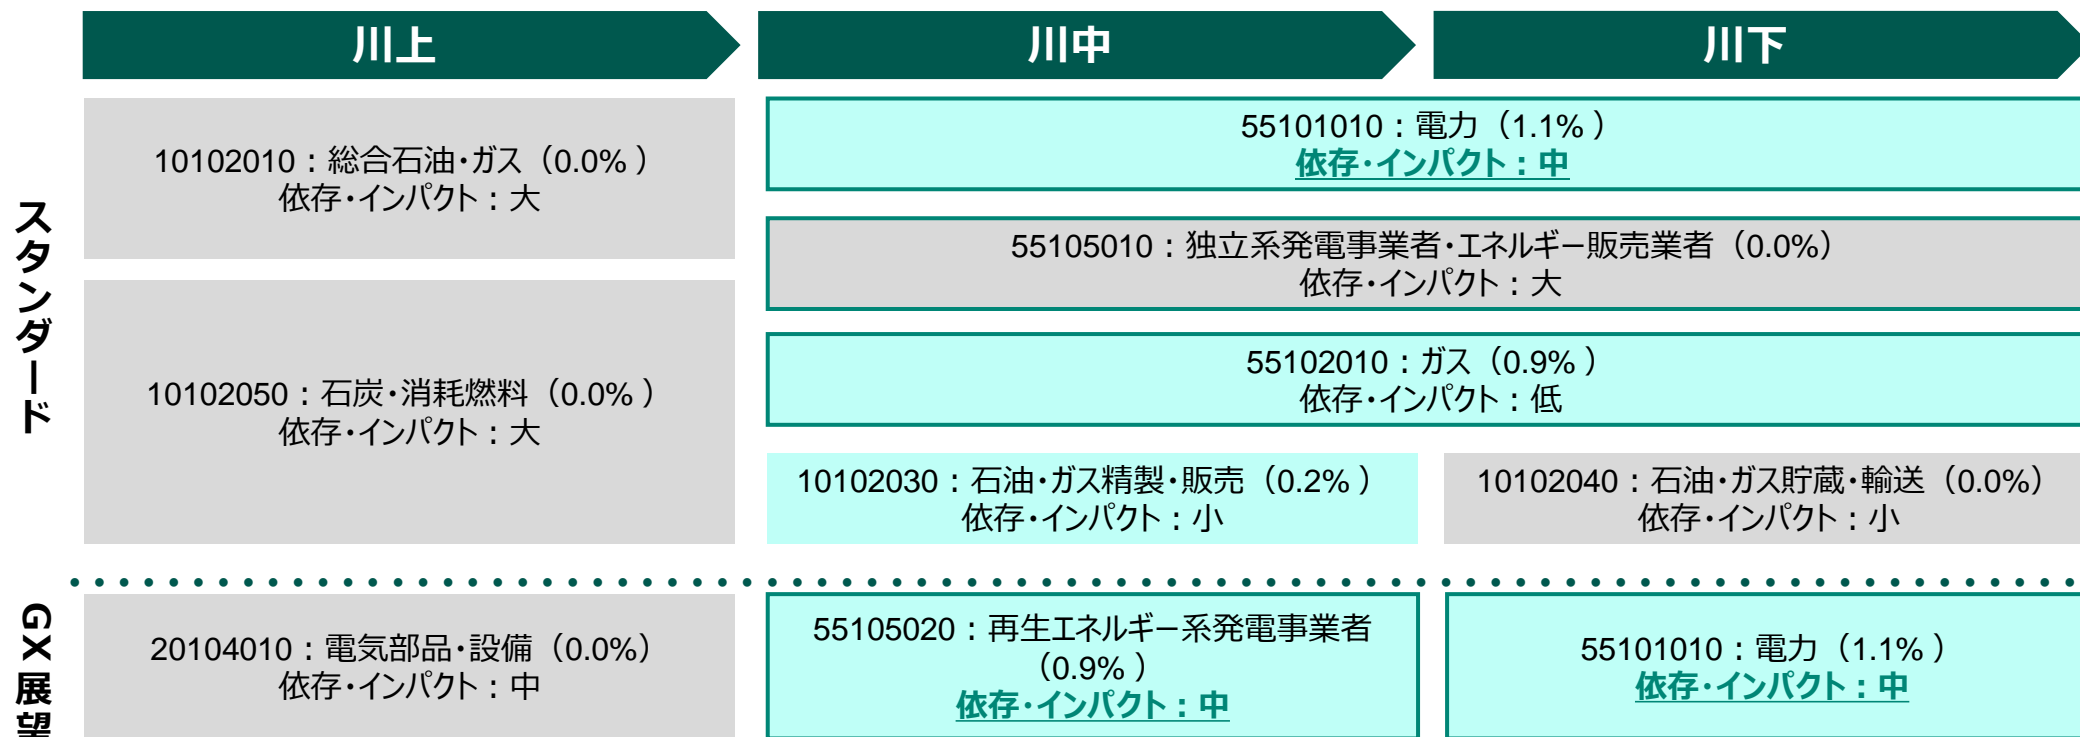 川上
川中
川下
スタンダード
10102010：総合石油・ガス（0.0%）
依存・インパクト：大
10102050：石炭・消耗燃料（0.0%）
依存・インパクト：大
55101010：電力（1.1%）
依存・インパクト：中
55105010：独立系発電事業者・エネルギー販売業者（0.0%）
依存・インパクト：大
55102010：ガス（0.9%）
依存・インパクト：低
10102030：石油・ガス精製・販売（0.2%）
依存・インパクト：小
10102040：石油・ガス貯蔵・輸送（0.0%）
依存・インパクト：小
GX展望
20104010：電気部品・設備（0.0%）
依存・インパクト：中
55105020：再生エネルギー系発電事業者
（0.9%）
依存・インパクト：中
55101010：電力（1.1%）
依存・インパクト：中